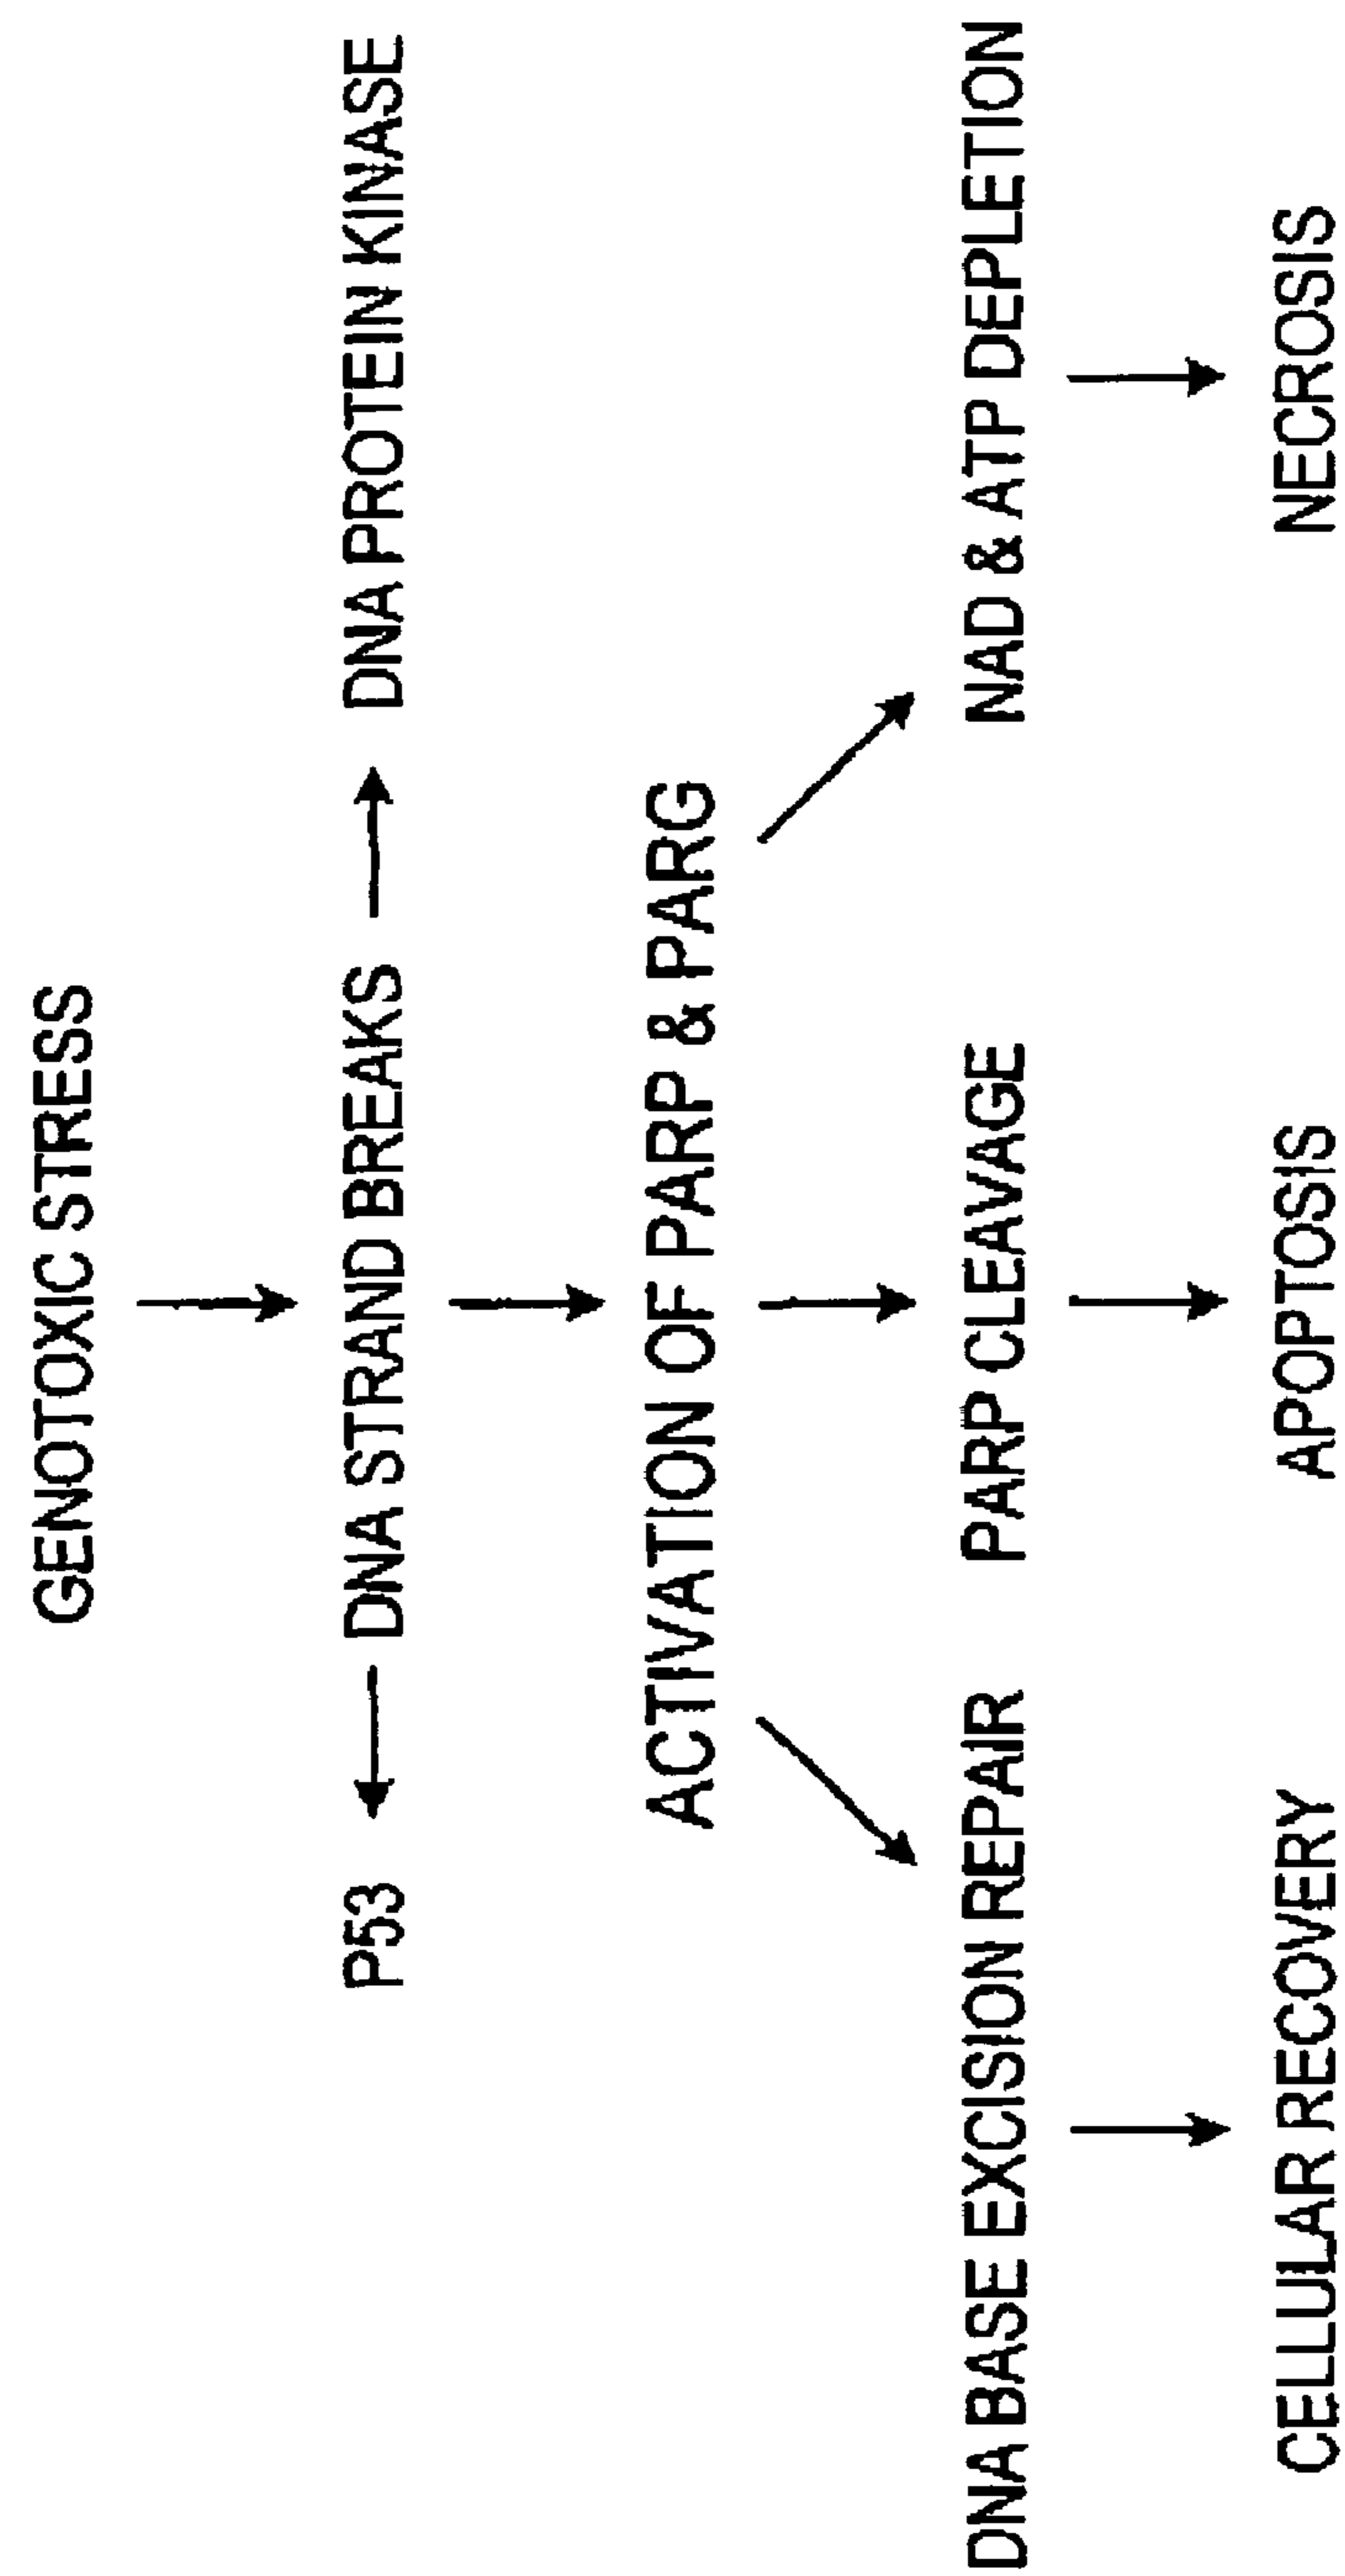 GENOTOXIC STRESS
P53
DNA STRAND BREAKS
DNA PROTEIN KINASE
ACTIVATION OF PARP & PARG
DNA BASE EXCISION REPAIR
PARP CLEAVAGE
NAD & ATP DEPLETION
CELLULAR RECOVERY
APOPTOSIS
NECROSIS